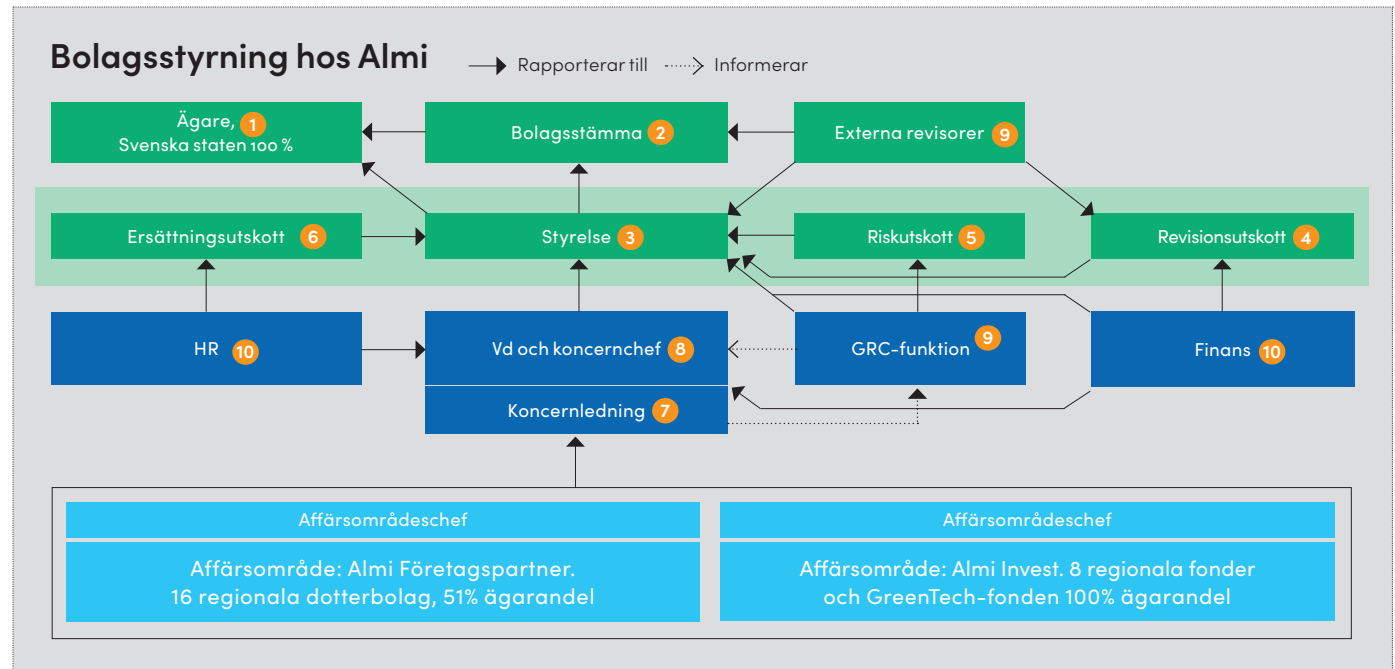 Bolagsstyrning hos Almi
Rapporterar till
Informerar
Ägare, 1
Svenska staten 100 %
Bolagsstämma 2
Externa revisorer 9
Ersättningsutskott 6
Styrelse 3
Riskutskott 5
Revisionsutskott 4
HR 10
Vd och koncernchef 8
GRC-funktion 9
Finans 10
Koncernledning 7
Affärsområdeschef
Affärsområde: Almi Företagspartner.
16 regionala dotterbolag, 51% ägarandel
Affärsområdeschef
Affärsområde: Almi Invest. 8 regionala fonder
och GreenTech-fonden 100% ägarandel